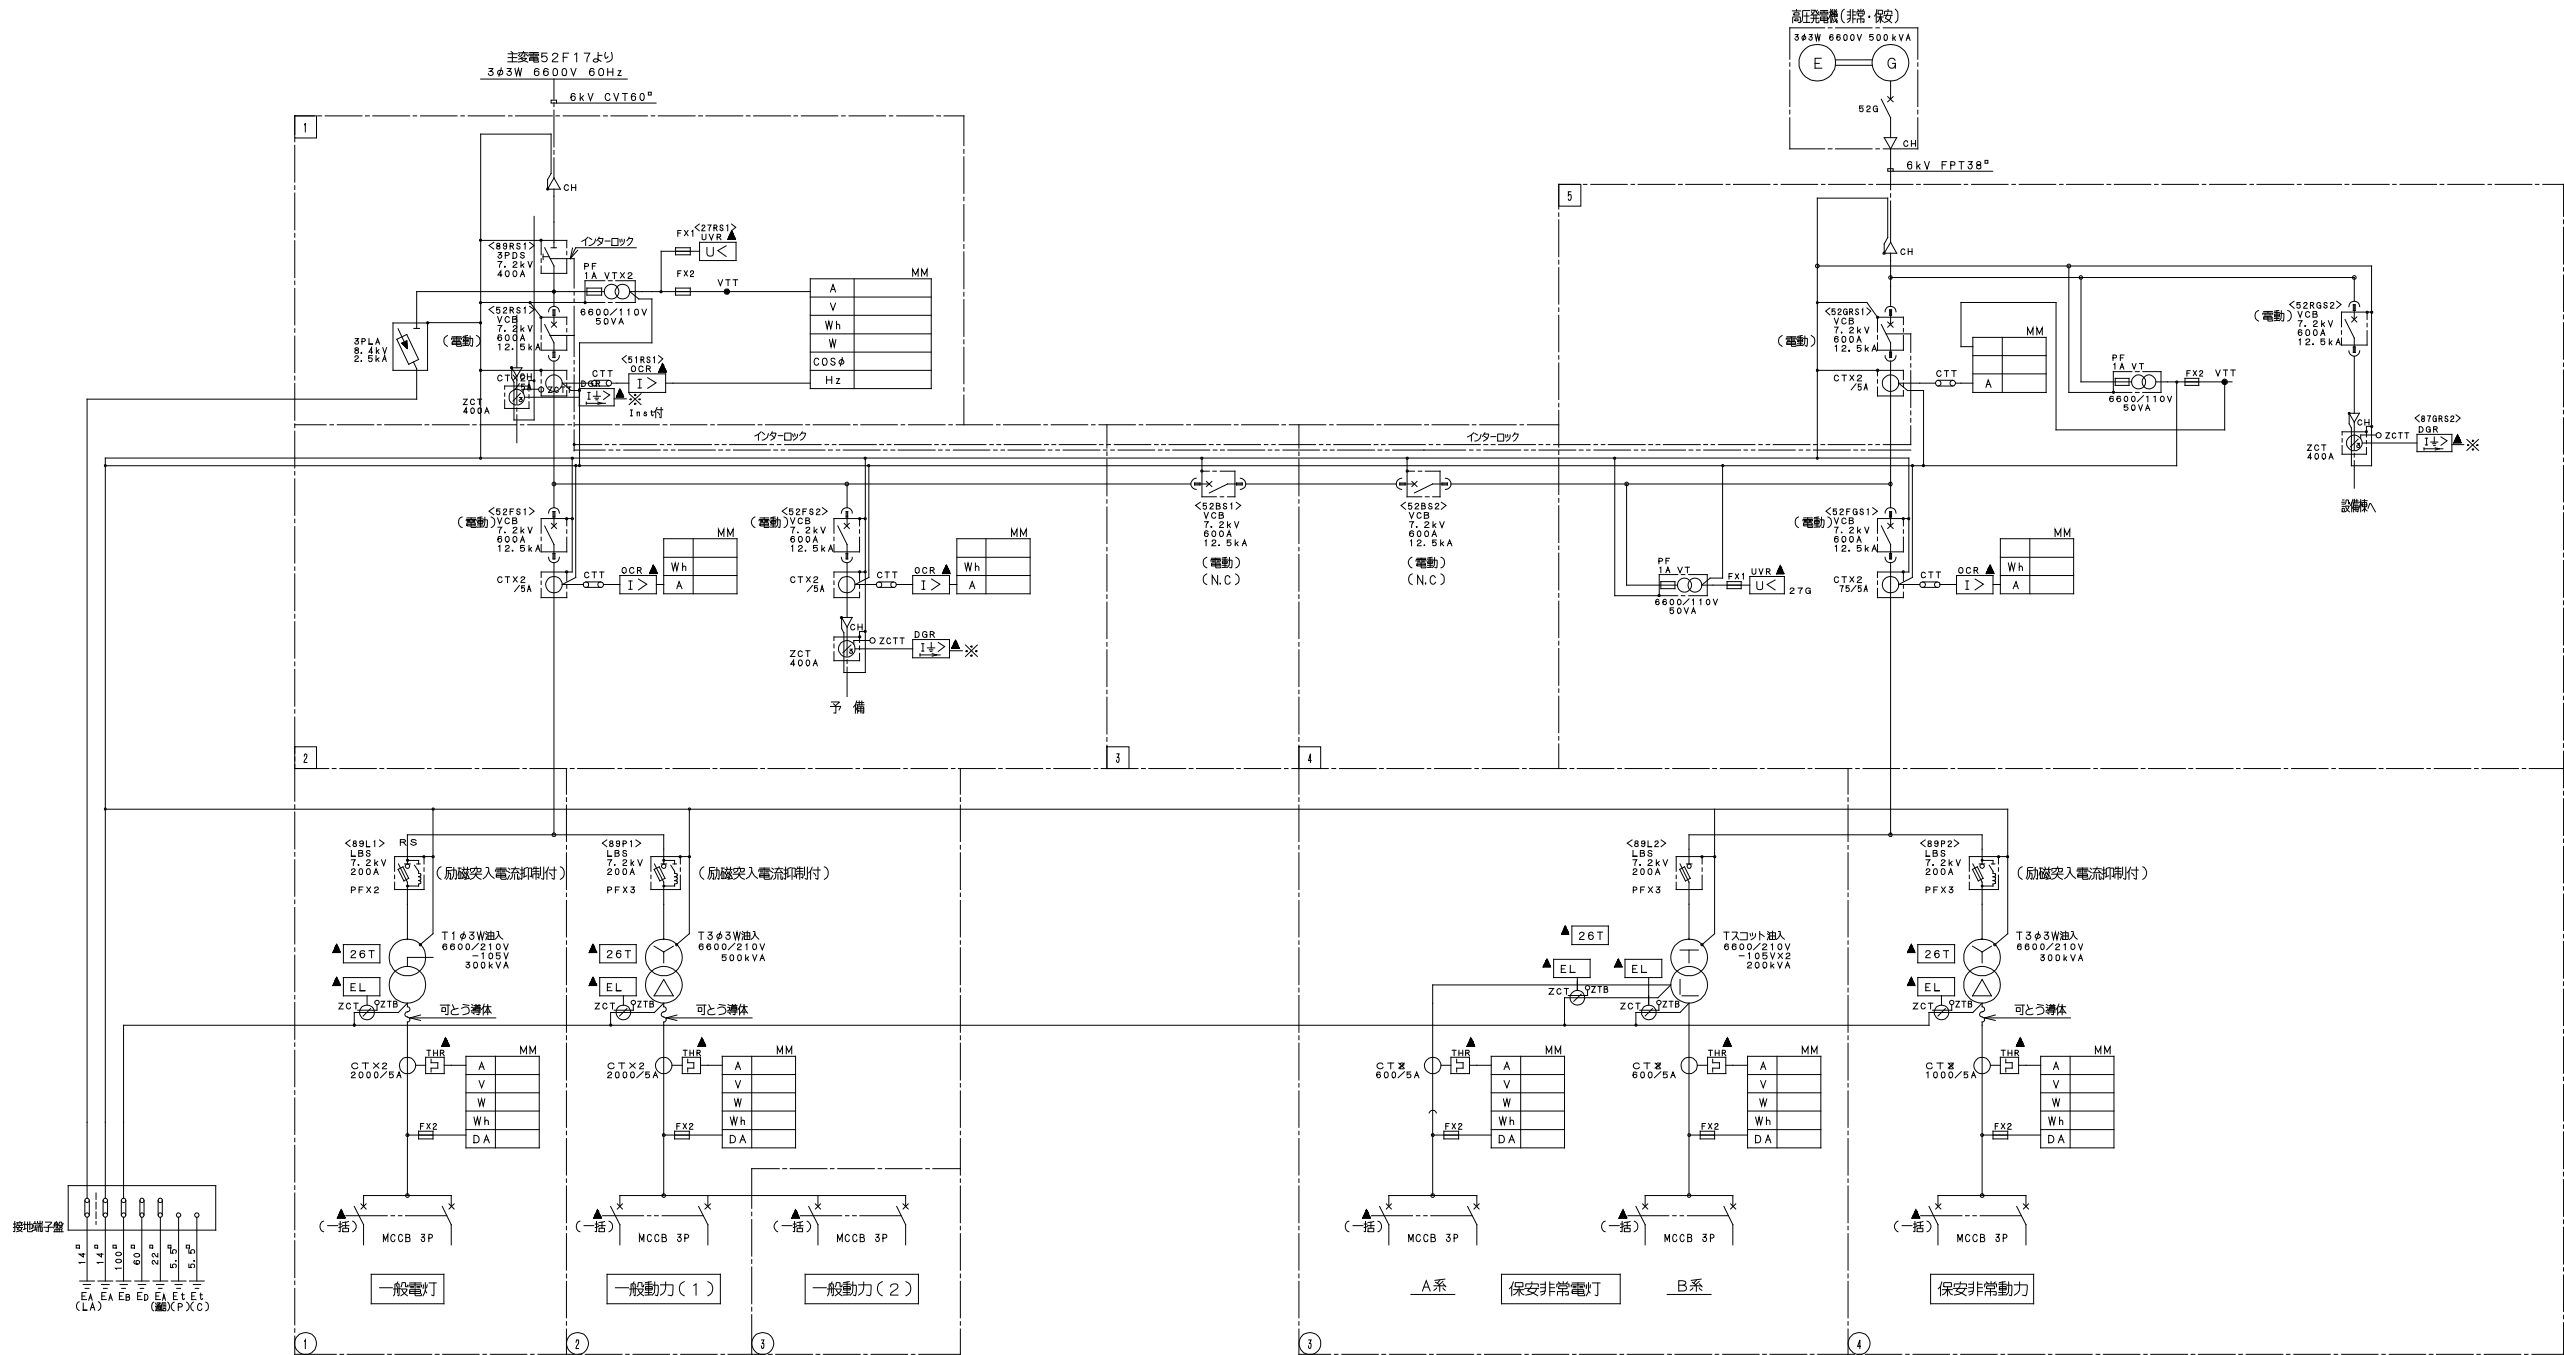 高圧発電機(非常・保安)
3φ3W 6600V 500kVA
E
G
52G
CH
6kV FPT38□
主変電52F17より
3φ3W 6600V 60Hz
6kV CVT60□
1
CH
<89RS1>
3PDS
7.2kV
400A
インターロック
PF
1A VTX2
6600/110V
50VA
FX1
<27RS1>
UVR
U<
FX2
VTT
MM
A
V
Wh
W
COSφ
Hz
<52RS1>
VCB
7.2kV
600A
12.5kA
(電動)
3PLA
8.4kV
2.5kA
CTX2
/5A
CH
ZCT
400A
ZCTT
CTT
<51RS1>
OCR
I>
DGR
※
Inst付
5
CH
<52GRS1>
VCB
7.2kV
600A
12.5kA
(電動)
CTX2
/5A
CTT
MM
A
PF
1A VT
6600/110V
50VA
FX2
VTT
<52RGS2>
(電動)
VCB
7.2kV
600A
12.5kA
CH
ZCT
400A
ZCTT
<87GRS2>
DGR
※
設備棟へ
インターロック
インターロック
<52FS1>
(電動)
VCB
7.2kV
600A
12.5kA
CTX2
/5A
CTT
OCR
I>
MM
Wh
A
<52FS2>
(電動)
VCB
7.2kV
600A
12.5kA
CTX2
/5A
CTT
OCR
I>
MM
Wh
A
CH
ZCT
400A
ZCTT
DGR
※
予 備
<52BS1>
VCB
7.2kV
600A
12.5kA
(電動)
(N.C)
<52BS2>
VCB
7.2kV
600A
12.5kA
(電動)
(N.C)
PF
1A VT
6600/110V
50VA
FX1
UVR
U<
27G
<52FGS1>
(電動)
VCB
7.2kV
600A
12.5kA
CTX2
75/5A
CTT
OCR
I>
MM
Wh
A
2
3
4
<89L1>
RS
LBS
7.2kV
200A
PFX2
(励磁突入電流抑制付)
26T
EL
ZCT
ZTB
T1φ3W油入
6600/210V
-105V
300kVA
可とう導体
CTX2
2000/5A
THR
MM
A
V
W
Wh
DA
FX2
(一括)
MCCB 3P
一般電灯
<89P1>
LBS
7.2kV
200A
PFX3
(励磁突入電流抑制付)
26T
EL
ZCT
ZTB
T3φ3W油入
6600/210V
500kVA
可とう導体
CTX2
2000/5A
THR
MM
A
V
W
Wh
DA
FX2
(一括)
MCCB 3P
一般動力(1)
(一括)
MCCB 3P
一般動力(2)
<89L2>
LBS
7.2kV
200A
PFX3
26T
EL
EL
ZCT
ZTB
ZCT
ZTB
Tスコット油入
6600/210V
-105VX2
200kVA
600/5A
THR
MM
A
V
W
Wh
DA
FX2
(一括)
MCCB 3P
A系
保安非常電灯
600/5A
THR
MM
A
V
W
Wh
DA
FX2
(一括)
MCCB 3P
B系
<89P2>
LBS
7.2kV
200A
PFX3
(励磁突入電流抑制付)
26T
EL
ZCT
ZTB
T3φ3W油入
6600/210V
300kVA
可とう導体
1000/5A
THR
MM
A
V
W
Wh
DA
FX2
(一括)
MCCB 3P
保安非常動力
接地端子盤
14□
14□
100□
60□
22□
5.5□
5.5□
EA
(LA)
EA
EB
ED
EA
Et
(P)
Et
(C)
1
2
3
3
4